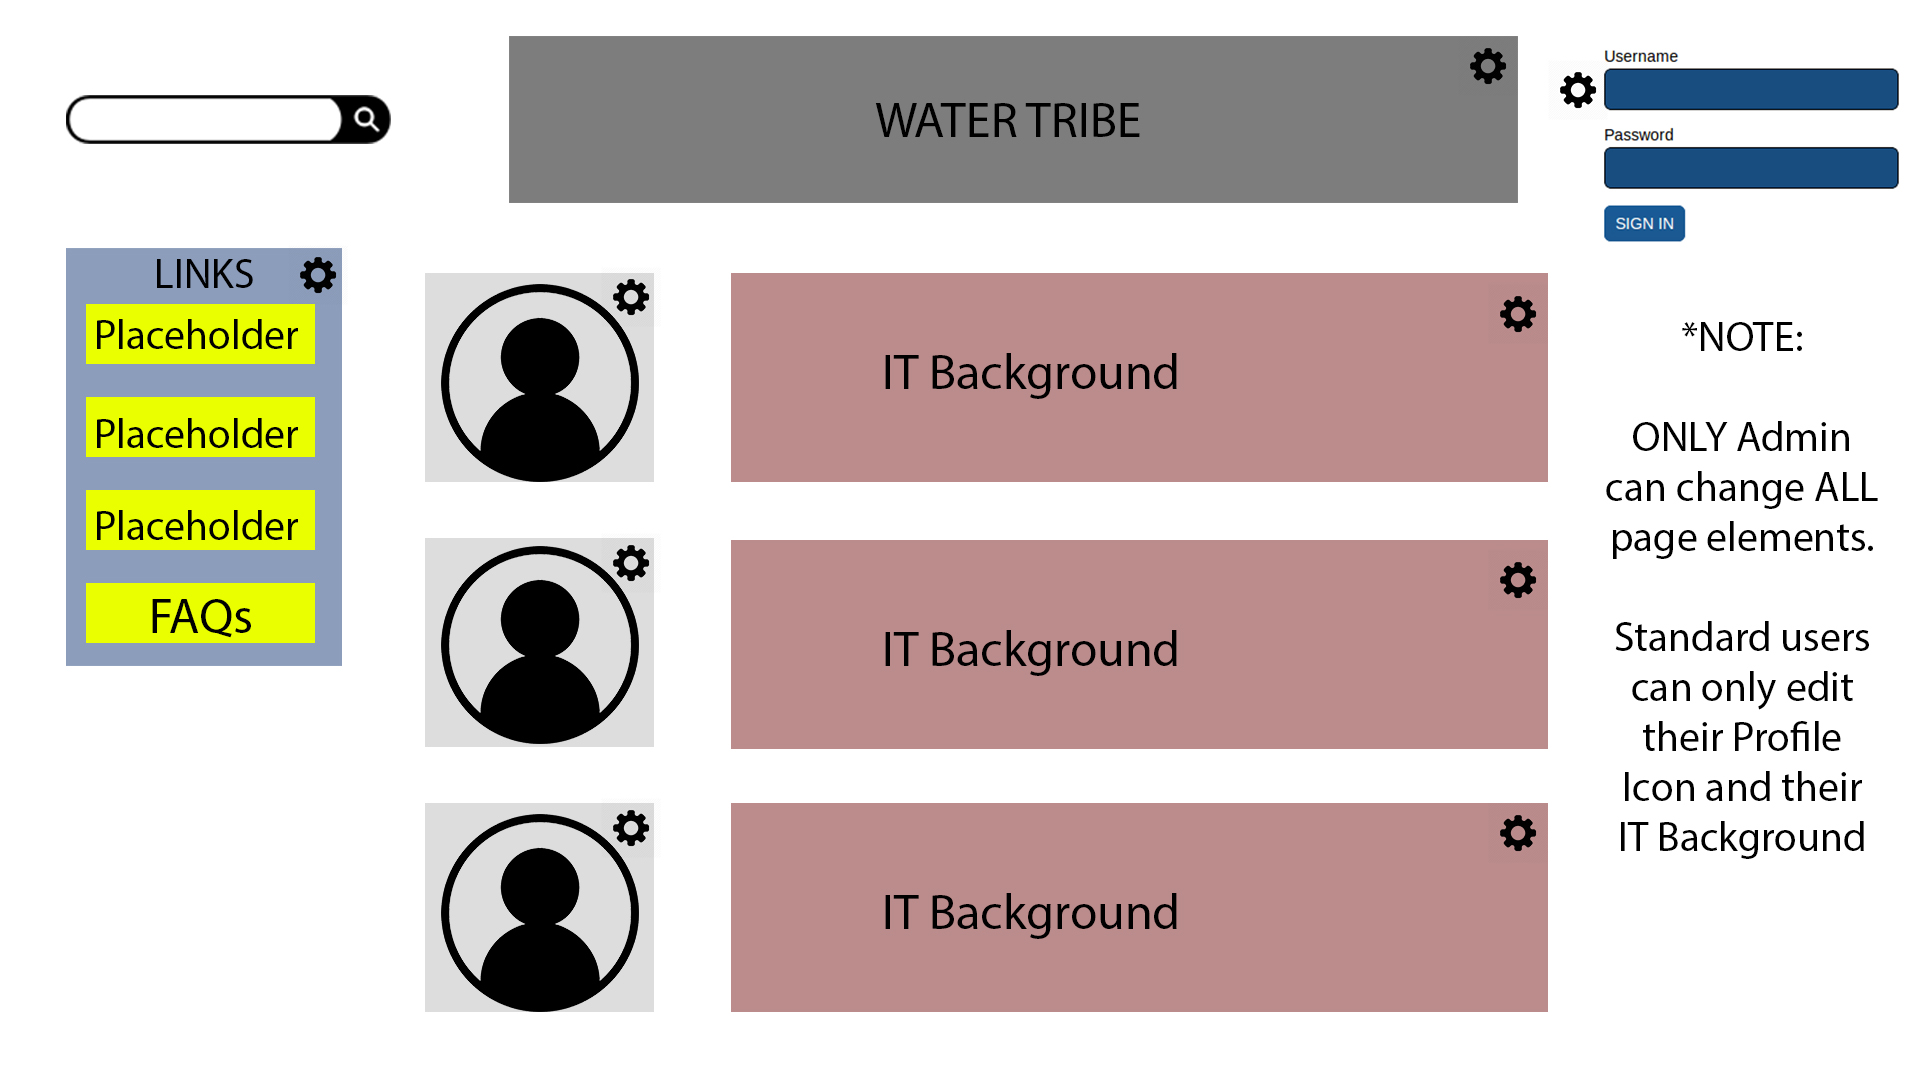 WATER TRIBE
Username
Password
SIGN IN
LINKS
Placeholder
Placeholder
Placeholder
FAQs
IT Background
IT Background
IT Background
*NOTE:
ONLY Admin
can change ALL
page elements.
Standard users
can only edit
their Profile
Icon and their
IT Background